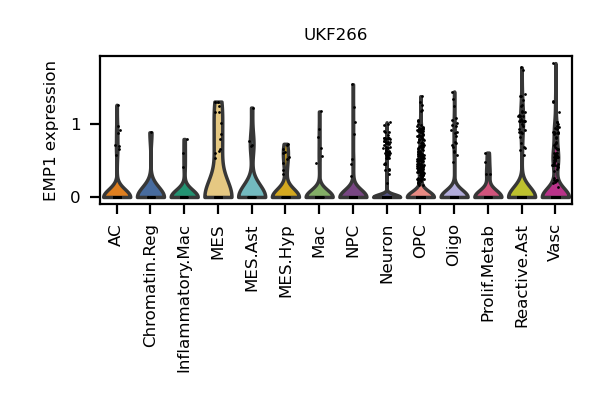 UKF266
EMP1 expression
1
0
AC
Chromatin.Reg
Inflammatory.Mac
MES
MES.Ast
MES.Hyp
Mac
NPC
Neuron
OPC
Oligo
Prolif.Metab
Reactive.Ast
Vasc